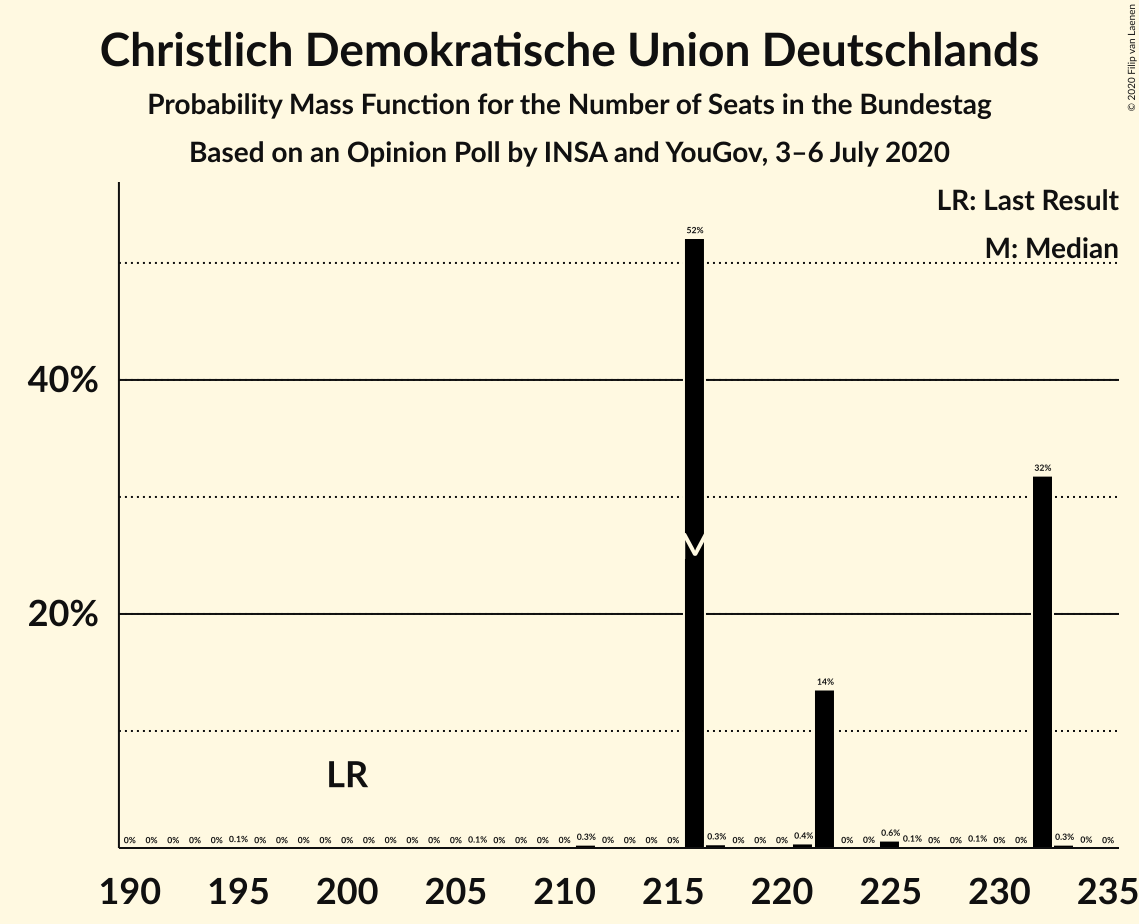 Christlich Demokratische Union Deutschlands
Probability Mass Function for the Number of Seats in the Bundestag
Based on an Opinion Poll by INSA and YouGov, 3–6 July 2020
© 2020 Filip van Laenen
LR: Last Result
M: Median
52%
40%
32%
20%
14%
LR
0% 0% 0% 0% 0% 0.1% 0% 0% 0% 0% 0% 0% 0% 0% 0% 0% 0.1% 0% 0% 0% 0% 0.3% 0% 0% 0% 0% 0.3% 0% 0% 0% 0.4% 0% 0% 0.6% 0.1% 0% 0% 0.1% 0% 0% 0.3% 0% 0%
190 195 200 205 210 215 220 225 230 235